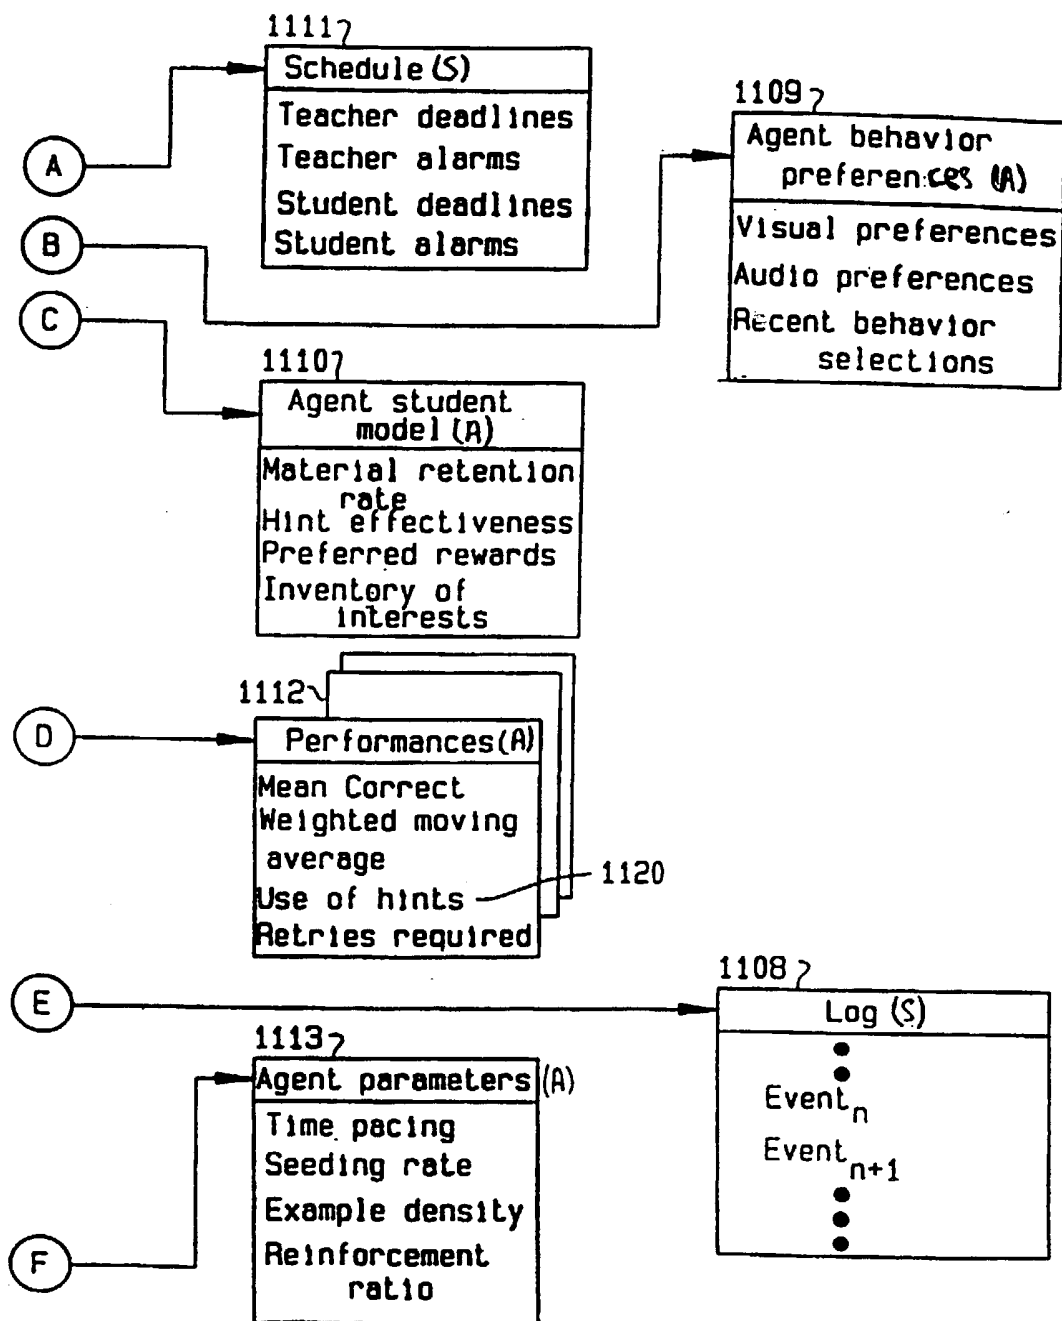 1111
Schedule (S)
Teacher deadlines
Teacher alarms
Student deadlines
Student alarms
1109
Agent behavior
preferences (A)
Visual preferences
Audio preferences
Recent behavior
selections
A
B
C
1110
Agent student
model (A)
Material retention
rate
Hint effectiveness
Preferred rewards
Inventory of
interests
1112
D
Performances (A)
Mean Correct
Weighted moving
average
Use of hints
1120
Retries required
E
1108
Log (S)
Event n
Event n+1
1113
Agent parameters (A)
Time pacing
Seeding rate
Example density
Reinforcement
ratio
F